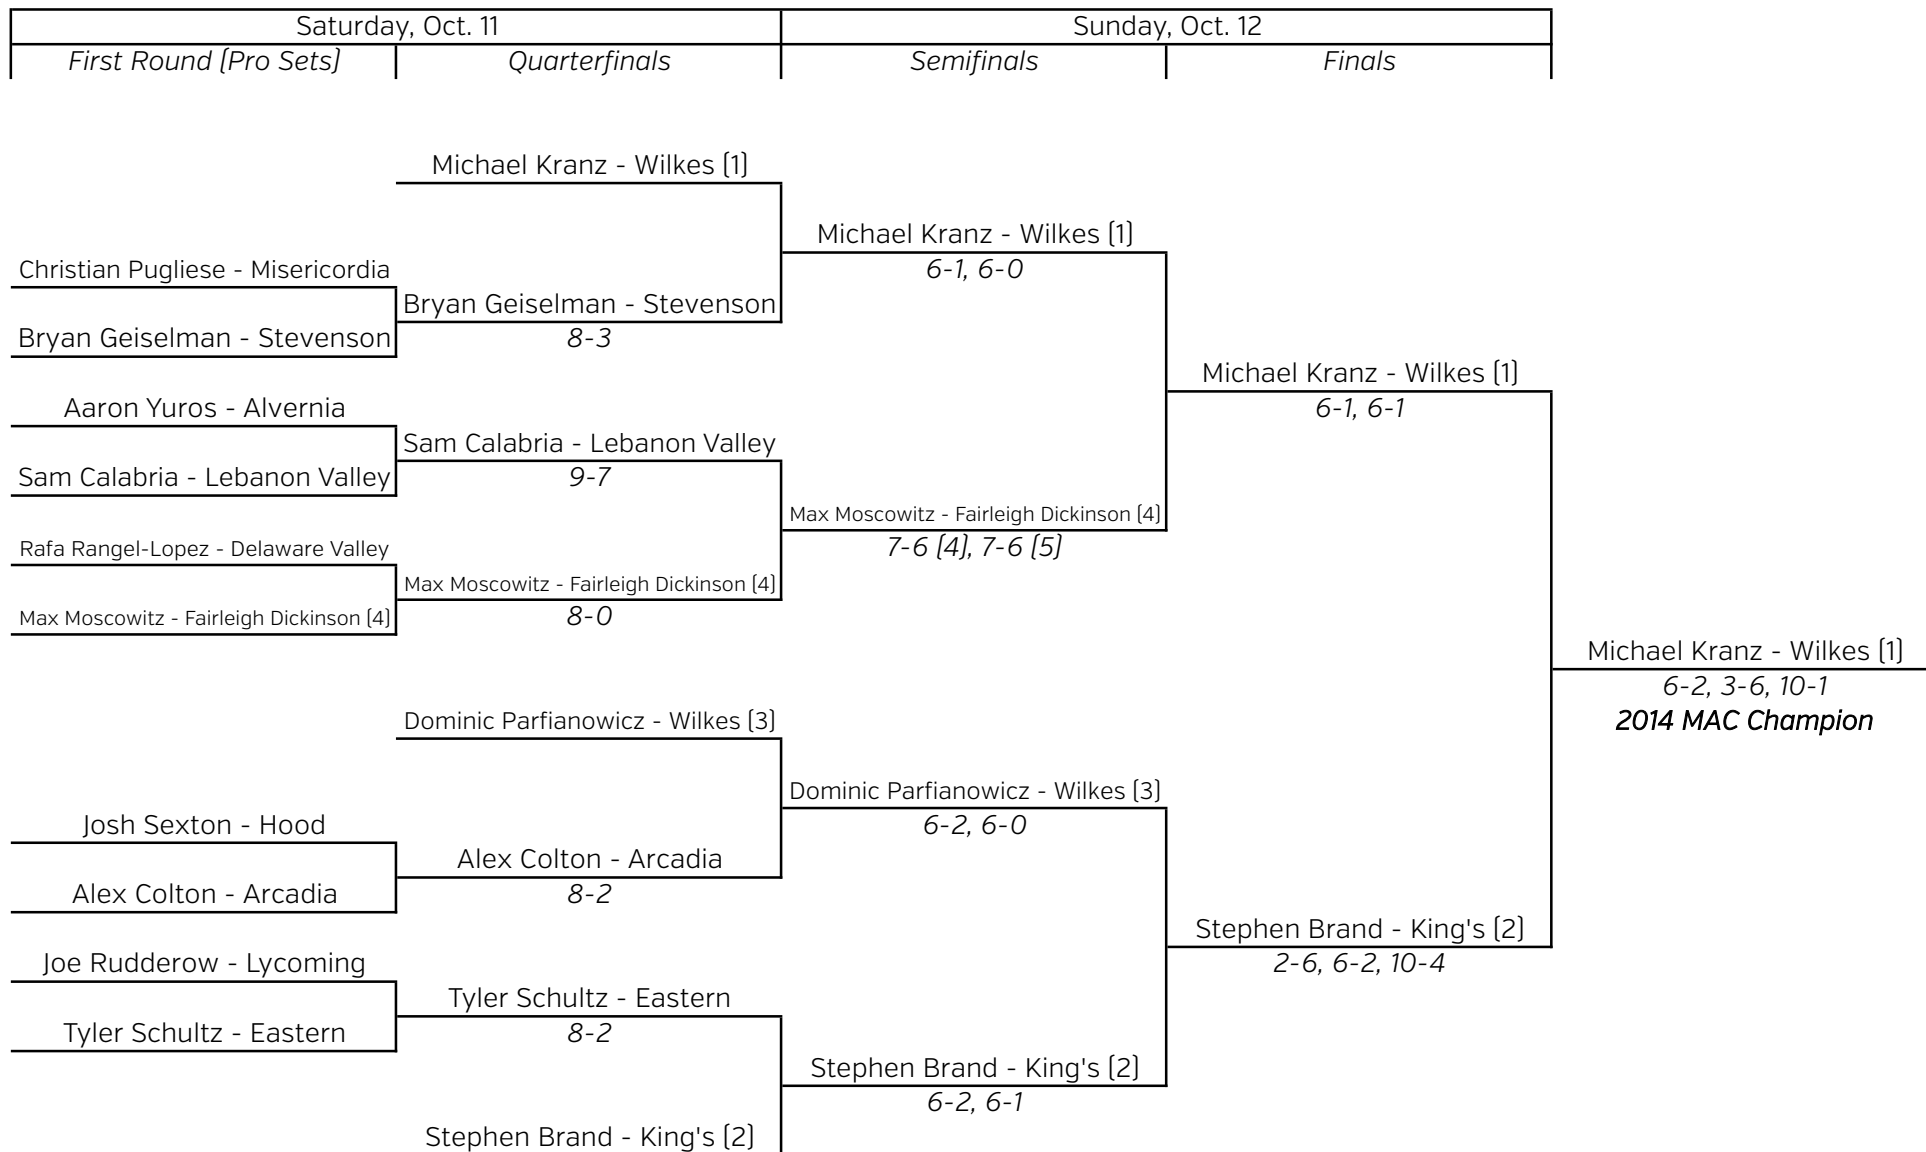 Saturday, Oct. 11
Sunday, Oct. 12
First Round (Pro Sets)
Quarterfinals
Semifinals
Finals
Michael Kranz - Wilkes (1)
Michael Kranz - Wilkes (1)
6-1, 6-0
Christian Pugliese - Misericordia
Bryan Geiselman - Stevenson
8-3
Bryan Geiselman - Stevenson
Michael Kranz - Wilkes (1)
6-1, 6-1
Aaron Yuros - Alvernia
Sam Calabria - Lebanon Valley
9-7
Sam Calabria - Lebanon Valley
Max Moscowitz - Fairleigh Dickinson (4)
7-6 (4), 7-6 (5)
Rafa Rangel-Lopez - Delaware Valley
Max Moscowitz - Fairleigh Dickinson (4)
8-0
Max Moscowitz - Fairleigh Dickinson (4)
Michael Kranz - Wilkes (1)
6-2, 3-6, 10-1
2014 MAC Champion
Dominic Parfianowicz - Wilkes (3)
Dominic Parfianowicz - Wilkes (3)
6-2, 6-0
Josh Sexton - Hood
Alex Colton - Arcadia
8-2
Alex Colton - Arcadia
Stephen Brand - King's (2)
2-6, 6-2, 10-4
Joe Rudderow - Lycoming
Tyler Schultz - Eastern
8-2
Tyler Schultz - Eastern
Stephen Brand - King's (2)
6-2, 6-1
Stephen Brand - King's (2)